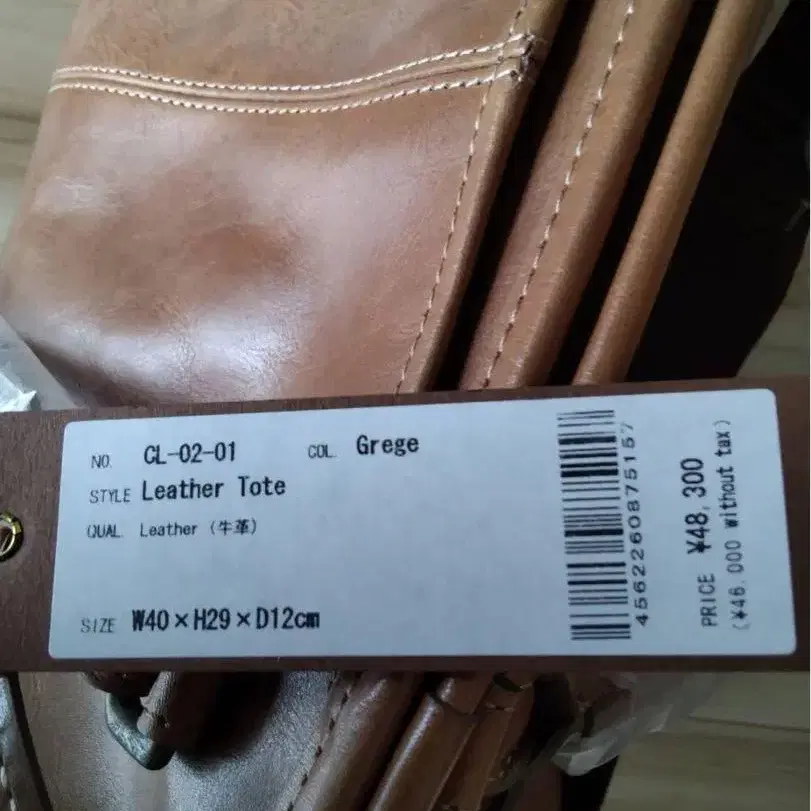 NO. CL-02-01 COL. Grege
STYLE Leather Tote
QUAL. Leather (牛革)
SIZE W40×H29×D12cm
4562260875157
PRICE ¥48,300
(¥46.000 without tax)